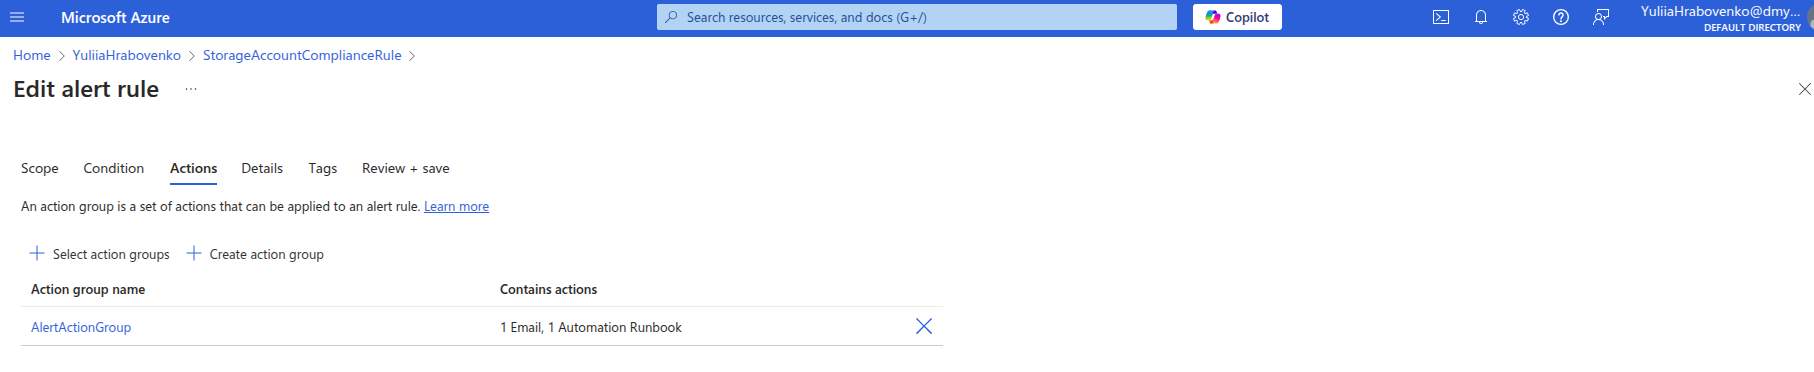 Microsoft Azure
Search resources, services, and docs (G+/)
Copilot
YuliiaHrabovenko@dmy...
DEFAULT DIRECTORY
Home > YuliiaHrabovenko > StorageAccountComplianceRule >
Edit alert rule ...
Scope Condition Actions Details Tags Review + save
An action group is a set of actions that can be applied to an alert rule. Learn more
+ Select action groups + Create action group
Action group name Contains actions
AlertActionGroup 1 Email, 1 Automation Runbook